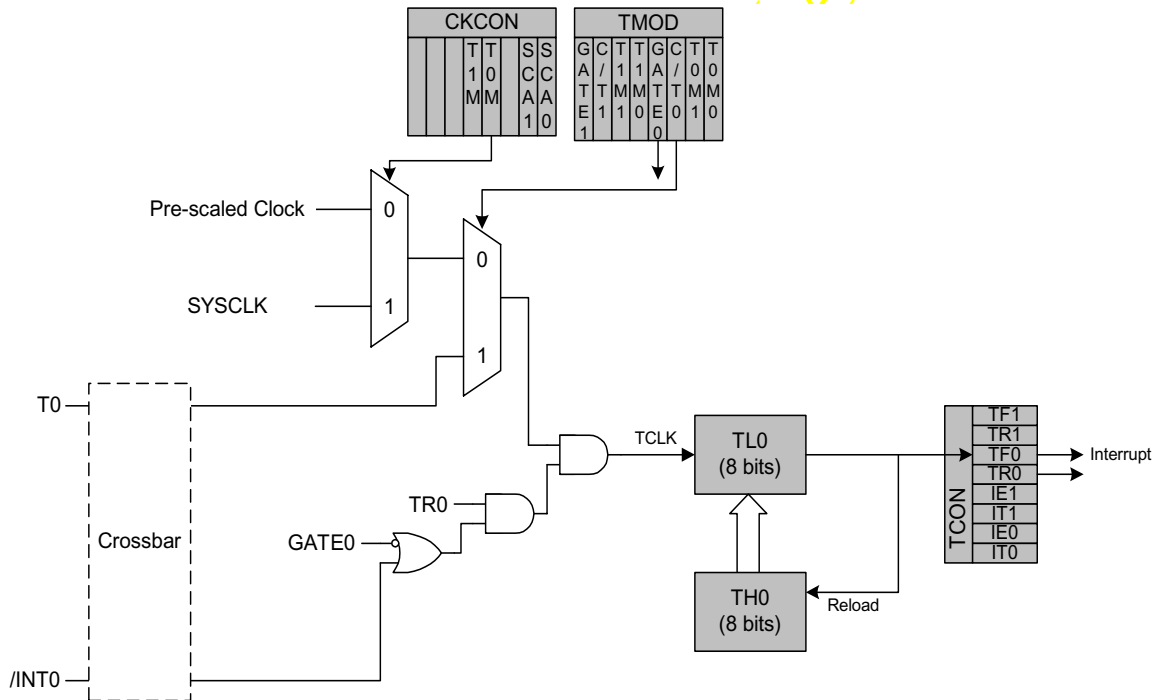 CKCON
T1M
T0M
SCA1
SCA0
TMOD
GATE1
C/T1
T1M1
T1M0
GATE0
C/T0
T0M1
T0M0
Pre-scaled Clock
0
SYSCLK
1
0
1
T0
Crossbar
/INT0
TR0
GATE0
TCLK
TL0
(8 bits)
TH0
(8 bits)
Reload
TCON
TF1
TR1
TF0
TR0
IE1
IT1
IE0
IT0
Interrupt